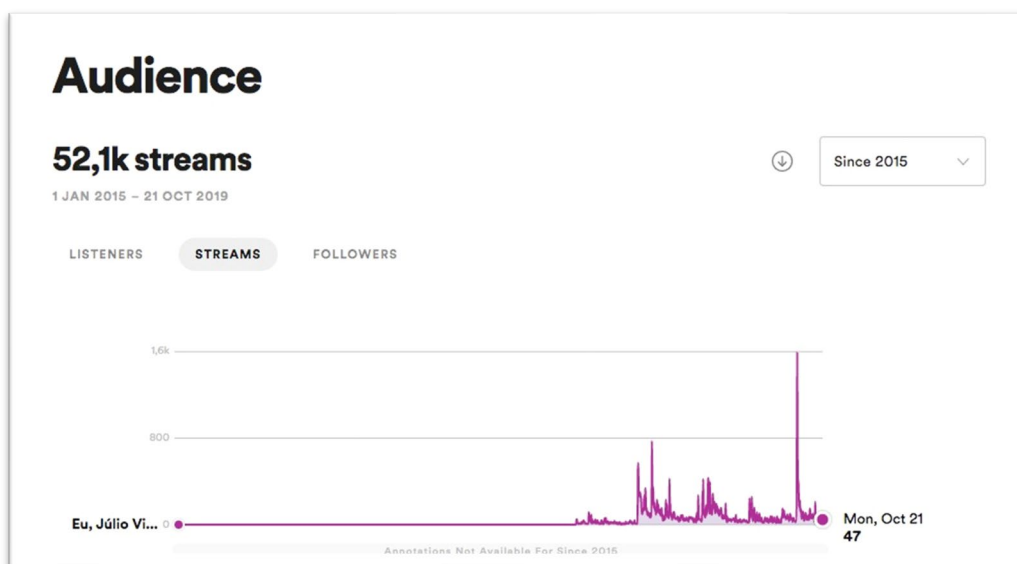 Audience
52,1k streams
Since 2015
1 JAN 2015 – 21 OCT 2019
LISTENERS STREAMS FOLLOWERS
1,6k
800
Eu, Júlio Vi... 0
Mon, Oct 21
47
Annotations Not Available For Since 2015